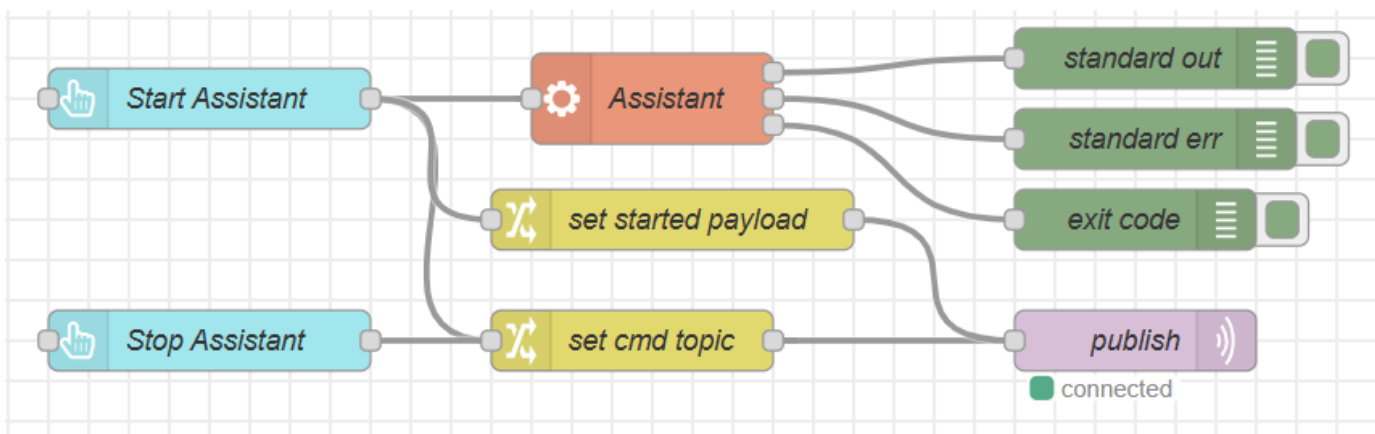 standard out
Start Assistant
Assistant
standard err
set started payload
exit code
Stop Assistant
set cmd topic
publish
connected